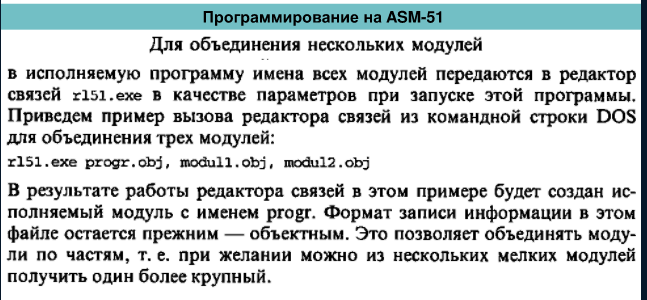 Программирование на ASM-51
Для объединения нескольких модулей
в исполняемую программу имена всех модулей передаются в редактор
связей rl51.exe в качестве параметров при запуске этой программы.
Приведем пример вызова редактора связей из командной строки DOS
для объединения трех модулей:
rl51.exe progr.obj, modul1.obj, modul2.obj
В результате работы редактора связей в этом примере будет создан ис-
полняемый модуль с именем progr. Формат записи информации в этом
файле остается прежним — объектным. Это позволяет объединять моду-
ли по частям, т. е. при желании можно из нескольких мелких модулей
получить один более крупный.